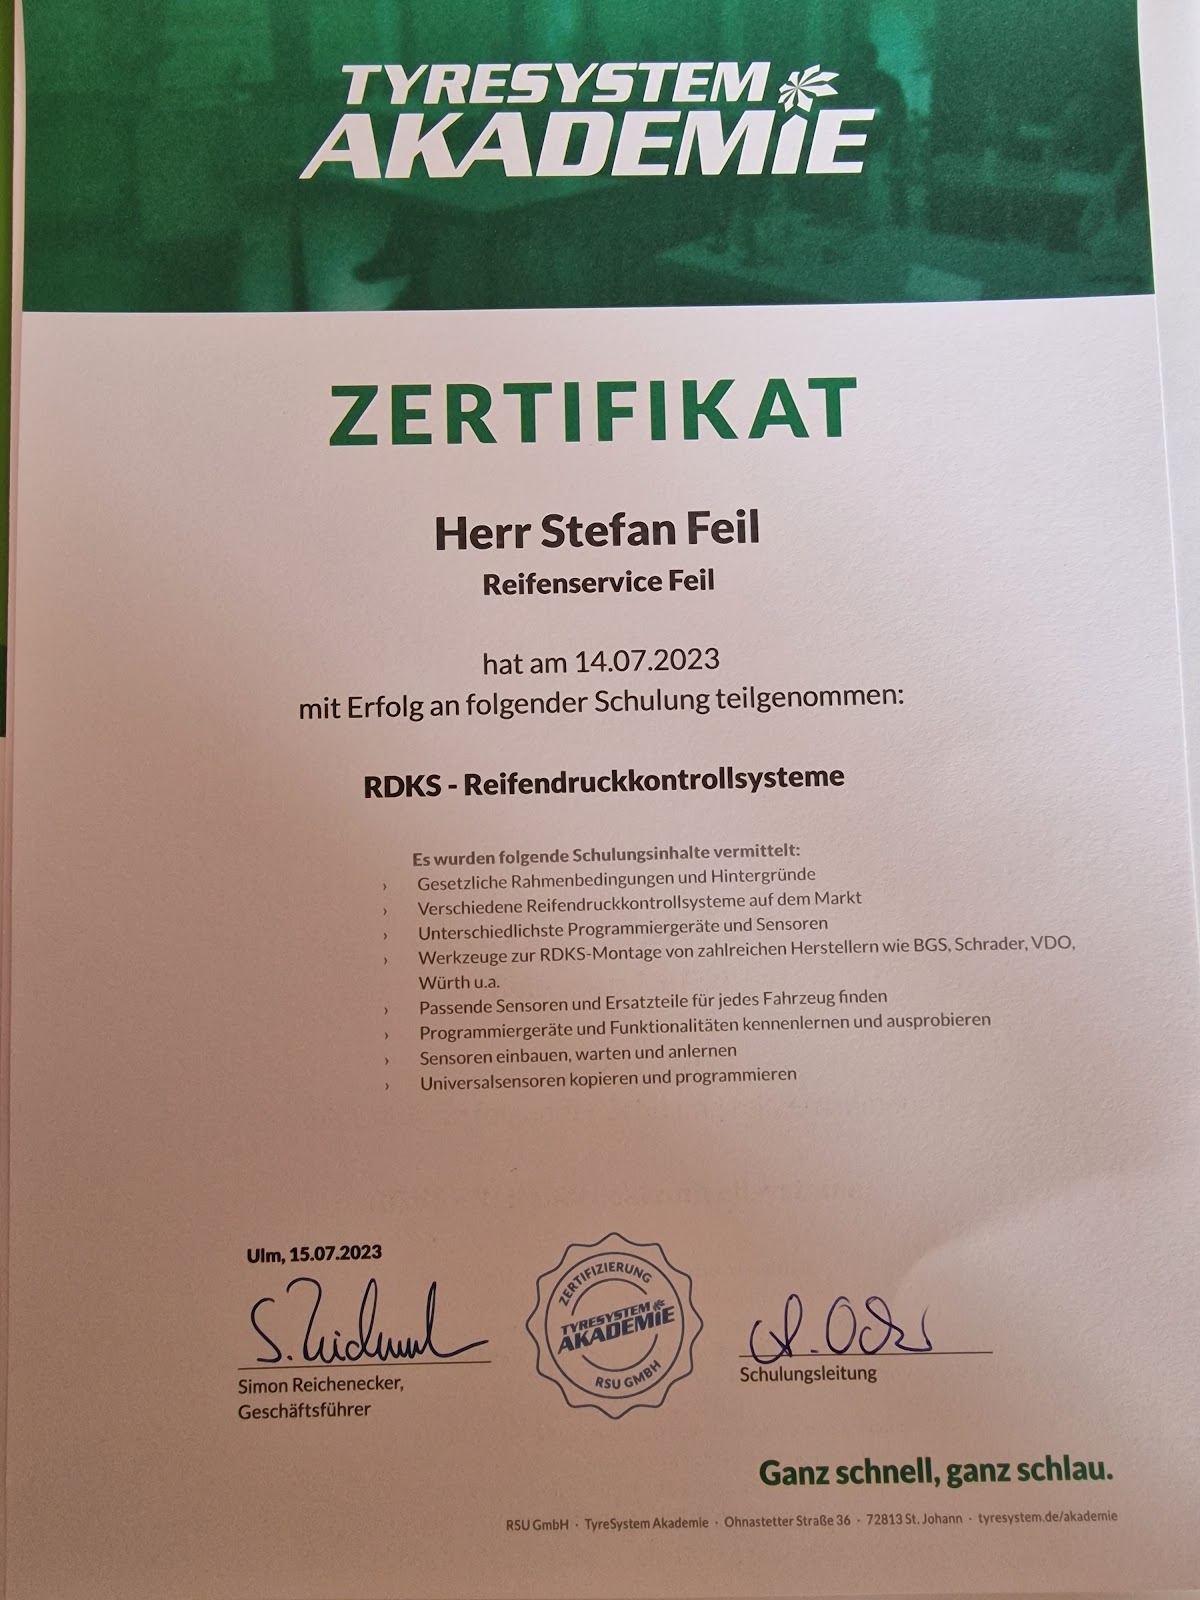 TYRESYSTEM
AKADEMIE
ZERTIFIKAT
Herr Stefan Feil
Reifenservice Feil
hat am 14.07.2023
mit Erfolg an folgender Schulung teilgenommen:
RDKS - Reifendruckkontrollsysteme
Es wurden folgende Schulungsinhalte vermittelt:
› Gesetzliche Rahmenbedingungen und Hintergründe
› Verschiedene Reifendruckkontrollsysteme auf dem Markt
› Unterschiedlichste Programmiergeräte und Sensoren
› Werkzeuge zur RDKS-Montage von zahlreichen Herstellern wie BGS, Schrader, VDO,
Würth u.a.
› Passende Sensoren und Ersatzteile für jedes Fahrzeug finden
› Programmiergeräte und Funktionalitäten kennenlernen und ausprobieren
› Sensoren einbauen, warten und anlernen
› Universalsensoren kopieren und programmieren
Ulm, 15.07.2023
Simon Reichenecker,
Geschäftsführer
ZERTIFIZIERUNG
TYRESYSTEM
AKADEMIE
RSU GMBH
Schulungsleitung
Ganz schnell, ganz schlau.
RSU GmbH · TyreSystem Akademie · Ohnastetter Straße 36 · 72813 St. Johann · tyresystem.de/akademie